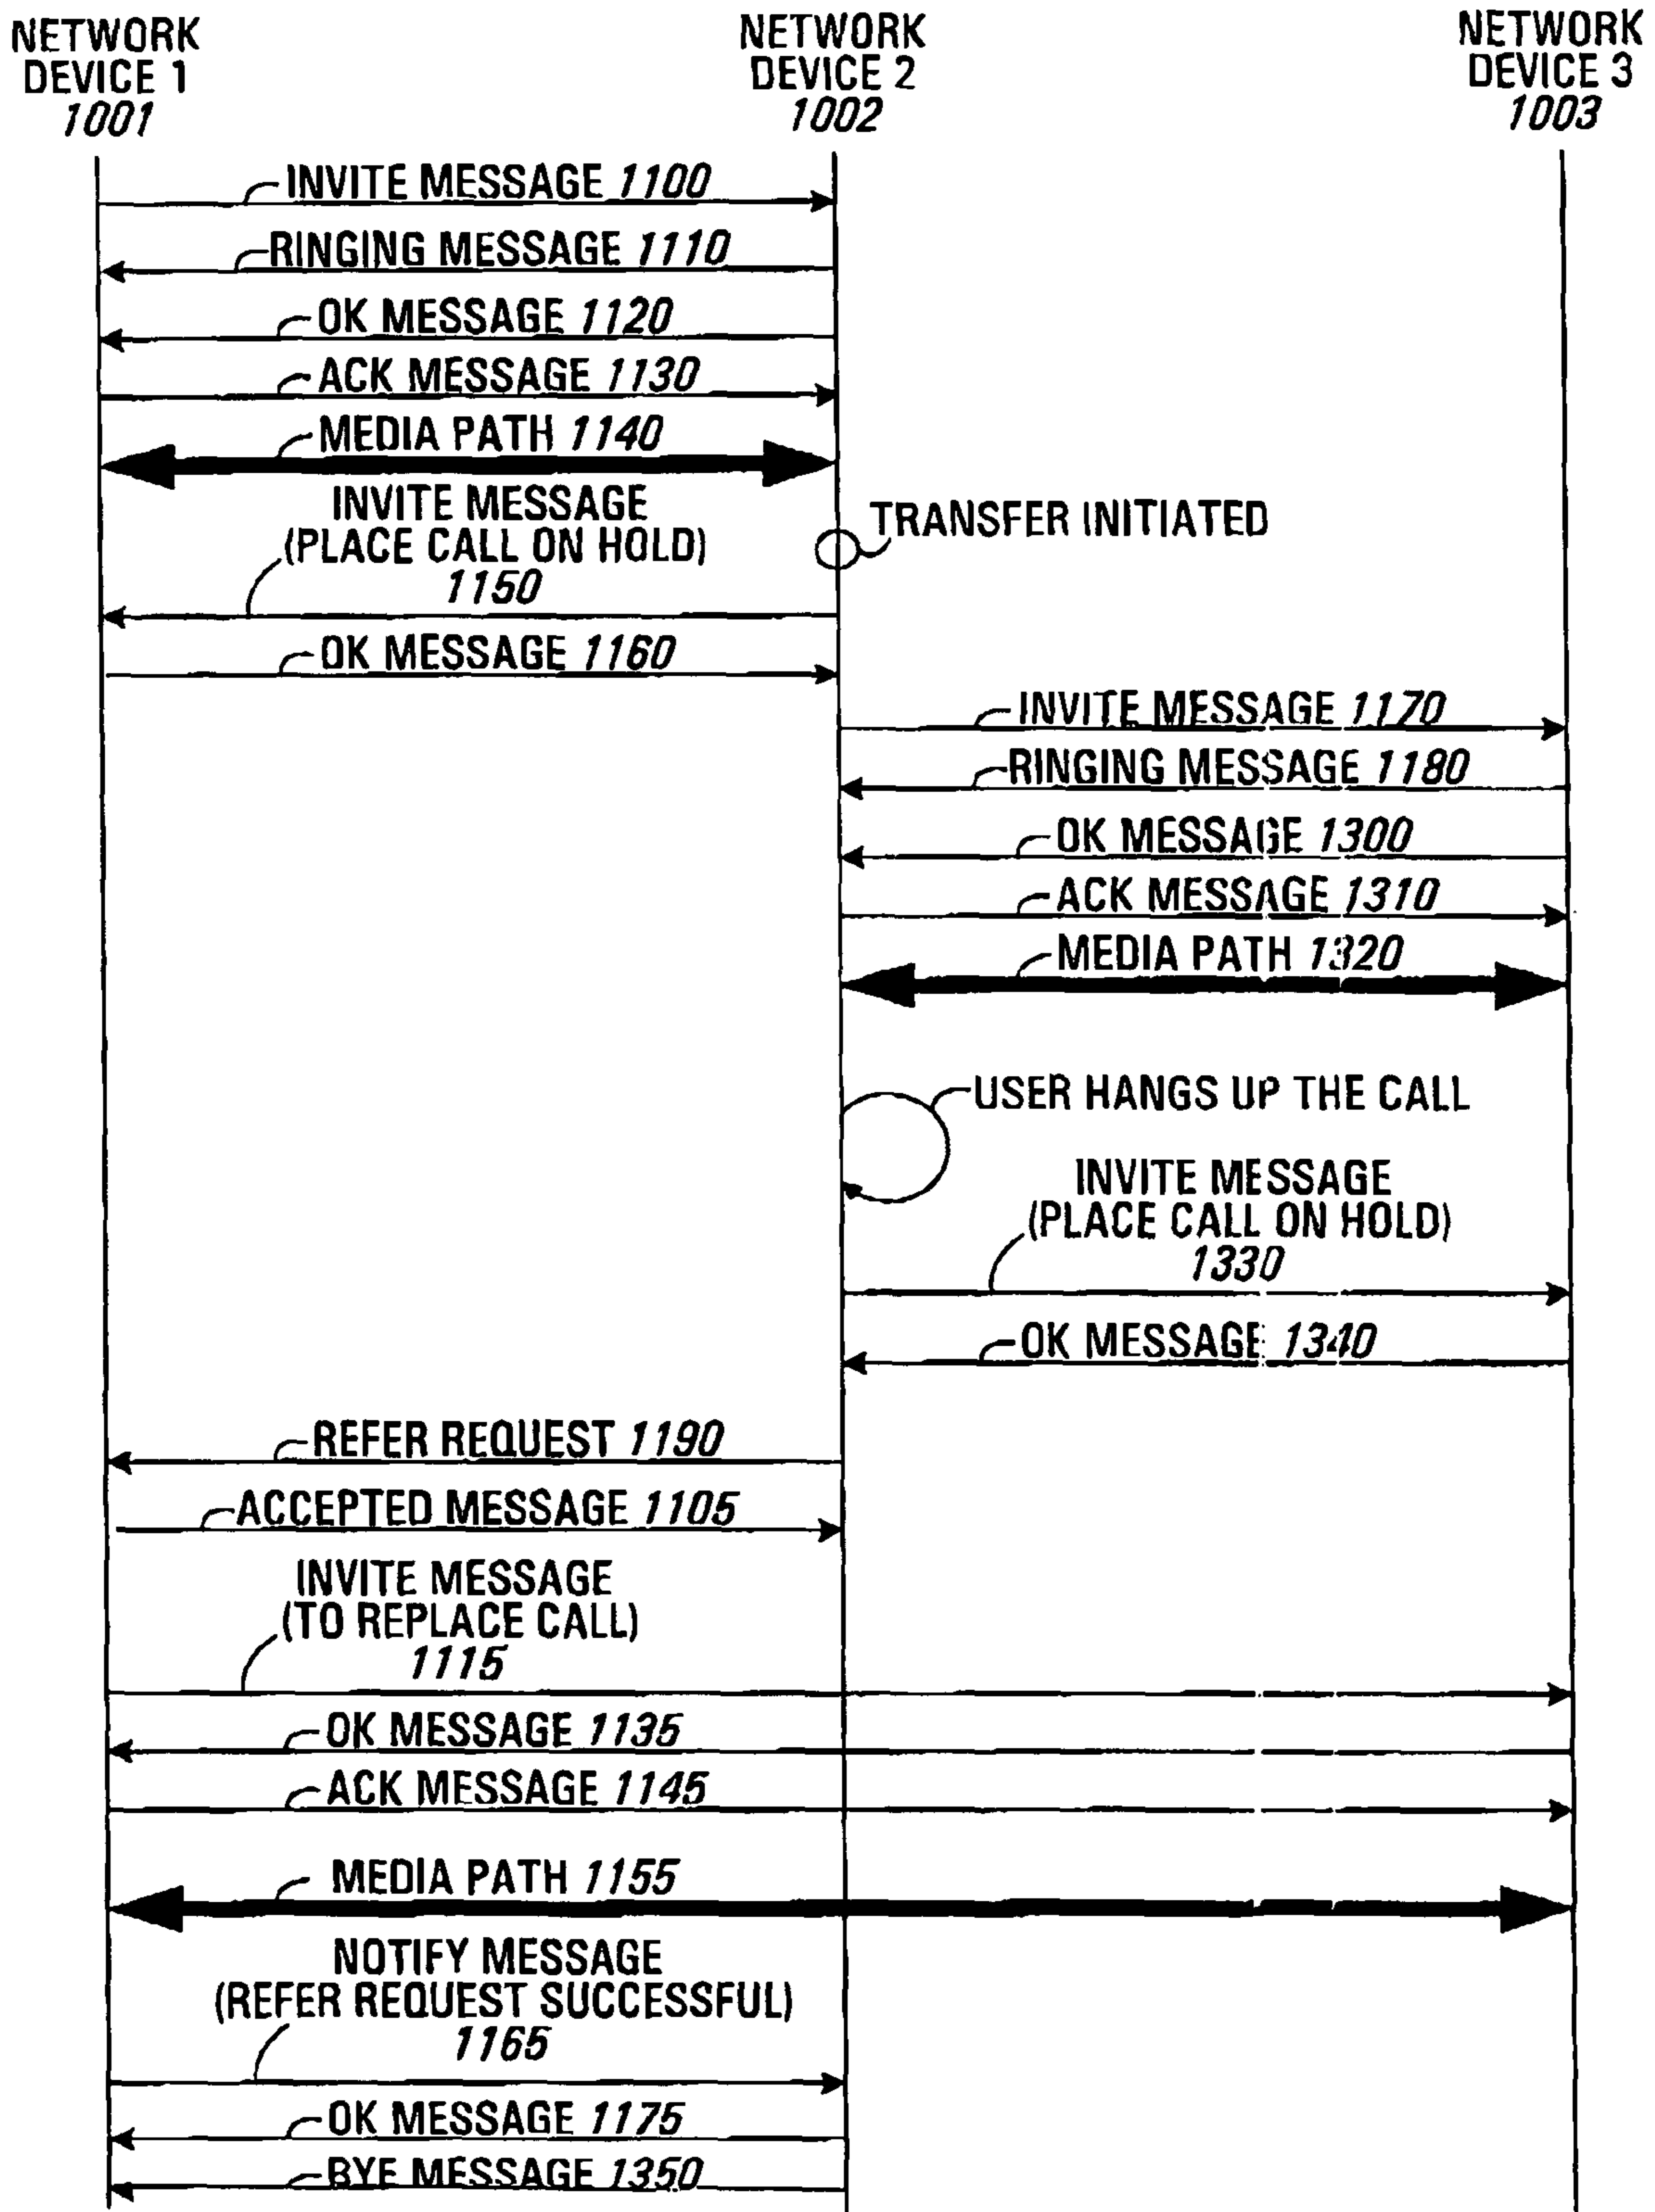 NETWORK
DEVICE 1
1001
NETWORK
DEVICE 2
1002
NETWORK
DEVICE 3
1003
INVITE MESSAGE 1100
RINGING MESSAGE 1110
OK MESSAGE 1120
ACK MESSAGE 1130
MEDIA PATH 1140
INVITE MESSAGE
(PLACE CALL ON HOLD)
1150
TRANSFER INITIATED
OK MESSAGE 1160
INVITE MESSAGE 1170
RINGING MESSAGE 1180
OK MESSAGE 1300
ACK MESSAGE 1310
MEDIA PATH 1320
USER HANGS UP THE CALL
INVITE MESSAGE
(PLACE CALL ON HOLD)
1330
OK MESSAGE 1340
REFER REQUEST 1190
ACCEPTED MESSAGE 1105
INVITE MESSAGE
(TO REPLACE CALL)
1115
OK MESSAGE 1135
ACK MESSAGE 1145
MEDIA PATH 1155
NOTIFY MESSAGE
(REFER REQUEST SUCCESSFUL)
1165
OK MESSAGE 1175
BYE MESSAGE 1350